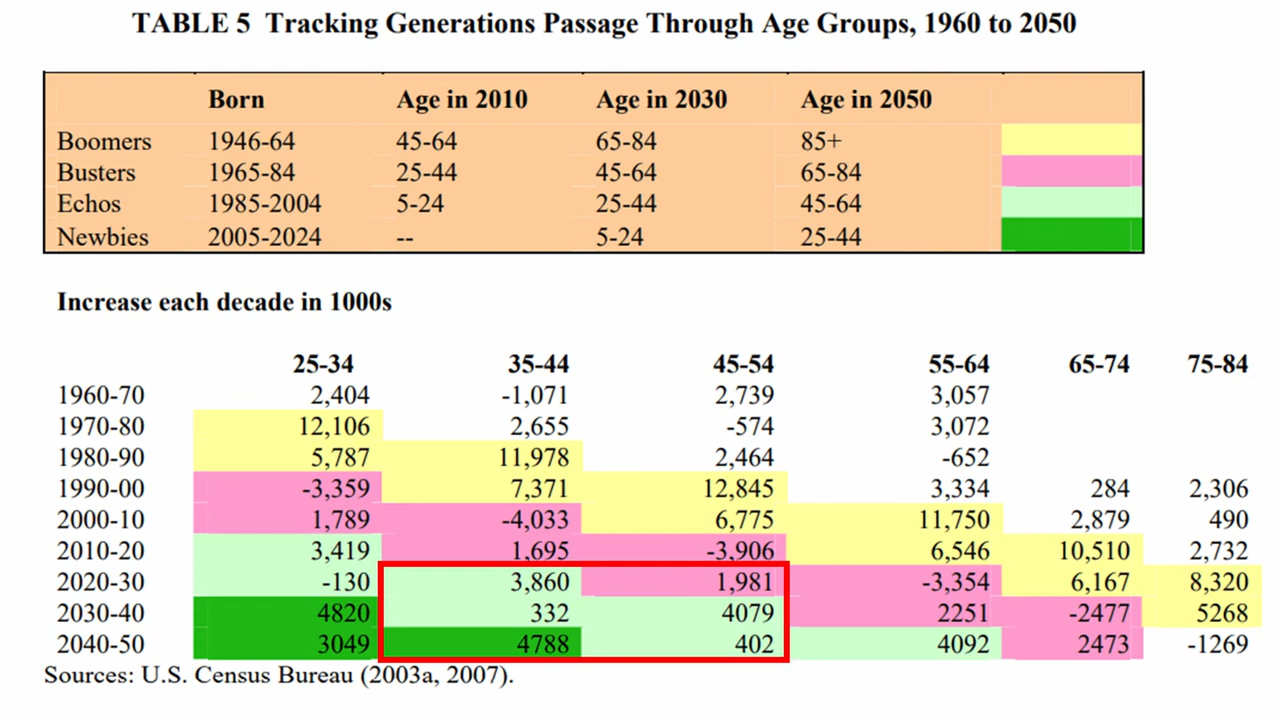 TABLE 5 Tracking Generations Passage Through Age Groups, 1960 to 2050
Born Age in 2010 Age in 2030 Age in 2050
Boomers 1946-64 45-64 65-84 85+
Busters 1965-84 25-44 45-64 65-84
Echos 1985-2004 5-24 25-44 45-64
Newbies 2005-2024 -- 5-24 25-44
Increase each decade in 1000s
25-34 35-44 45-54 55-64 65-74 75-84
1960-70 2,404 -1,071 2,739 3,057
1970-80 12,106 2,655 -574 3,072
1980-90 5,787 11,978 2,464 -652
1990-00 -3,359 7,371 12,845 3,334 284 2,306
2000-10 1,789 -4,033 6,775 11,750 2,879 490
2010-20 3,419 1,695 -3,906 6,546 10,510 2,732
2020-30 -130 3,860 1,981 -3,354 6,167 8,320
2030-40 4820 332 4079 2251 -2477 5268
2040-50 3049 4788 402 4092 2473 -1269
Sources: U.S. Census Bureau (2003a, 2007).